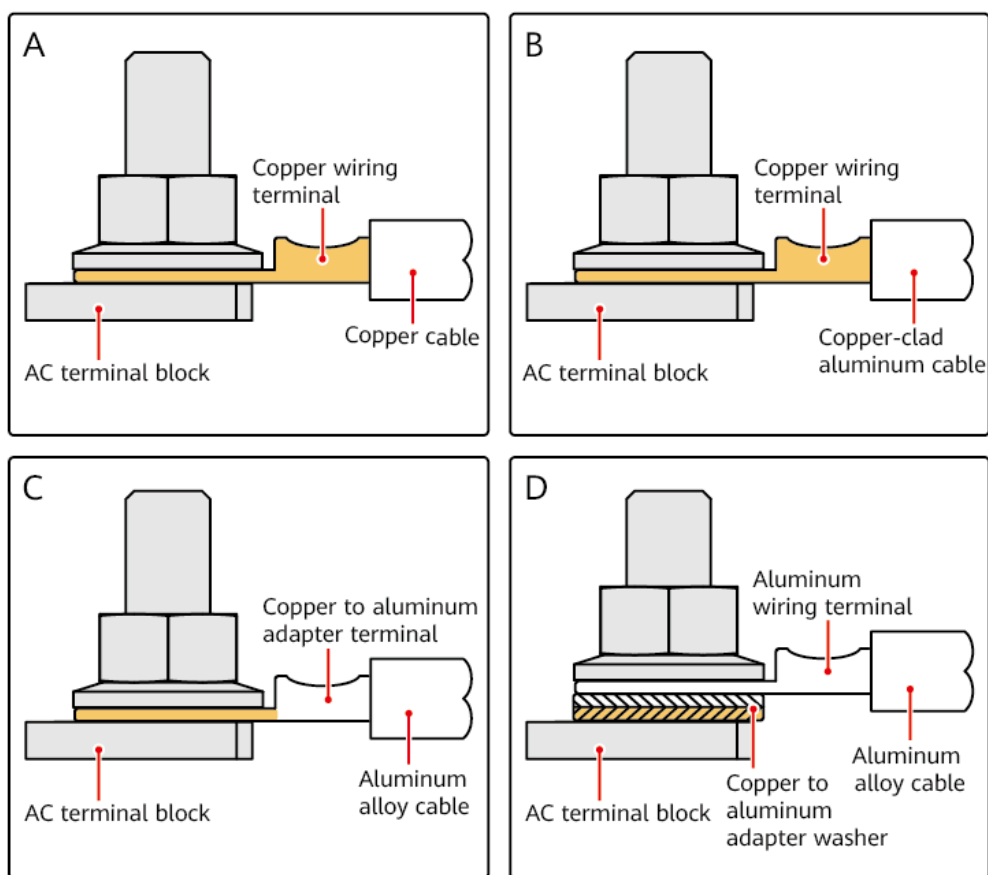 A
Copper wiring
terminal
Copper cable
AC terminal block
B
Copper wiring
terminal
Copper-clad
aluminum cable
AC terminal block
C
Copper to aluminum
adapter terminal
Aluminum
alloy cable
AC terminal block
D
Aluminum
wiring terminal
Aluminum
alloy cable
Copper to
aluminum
adapter washer
AC terminal block